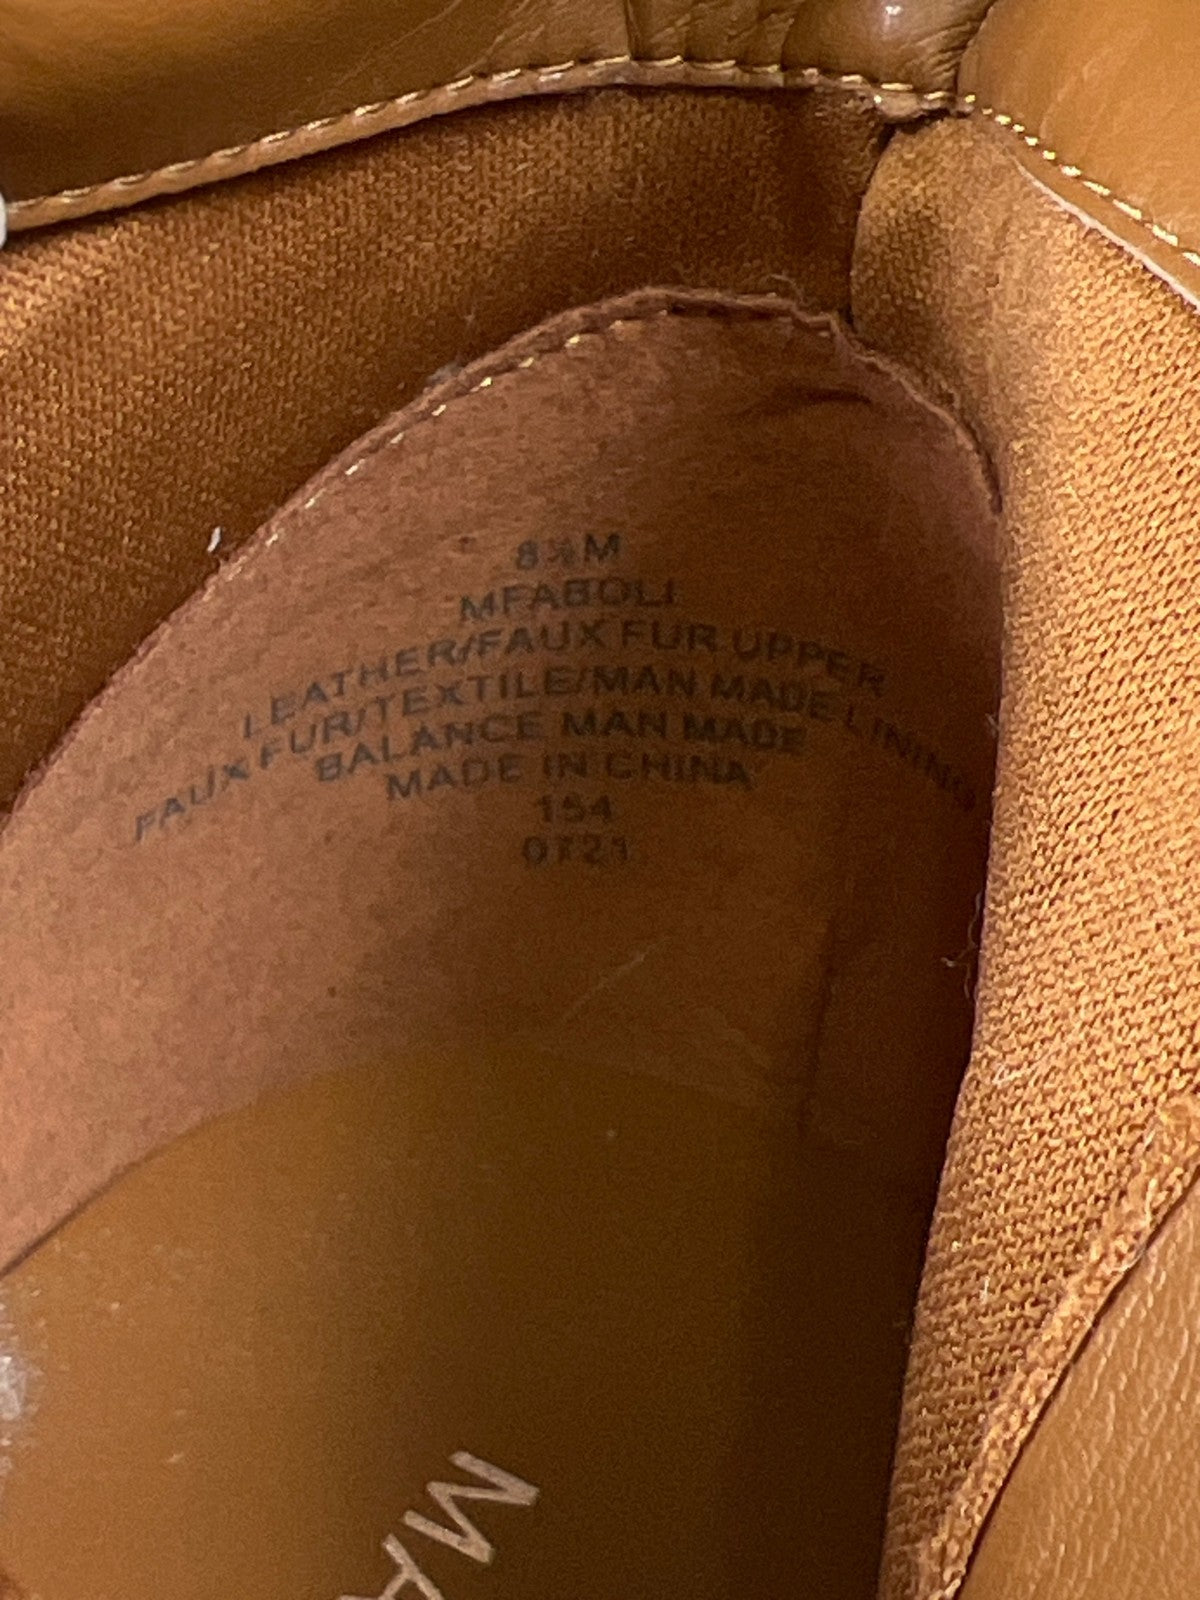 8½M
MFABOLI
LEATHER/FAUX FUR UPPER
FAUX FUR/TEXTILE/MAN MADE LINING
BALANCE MAN MADE
MADE IN CHINA
154
0721
MA